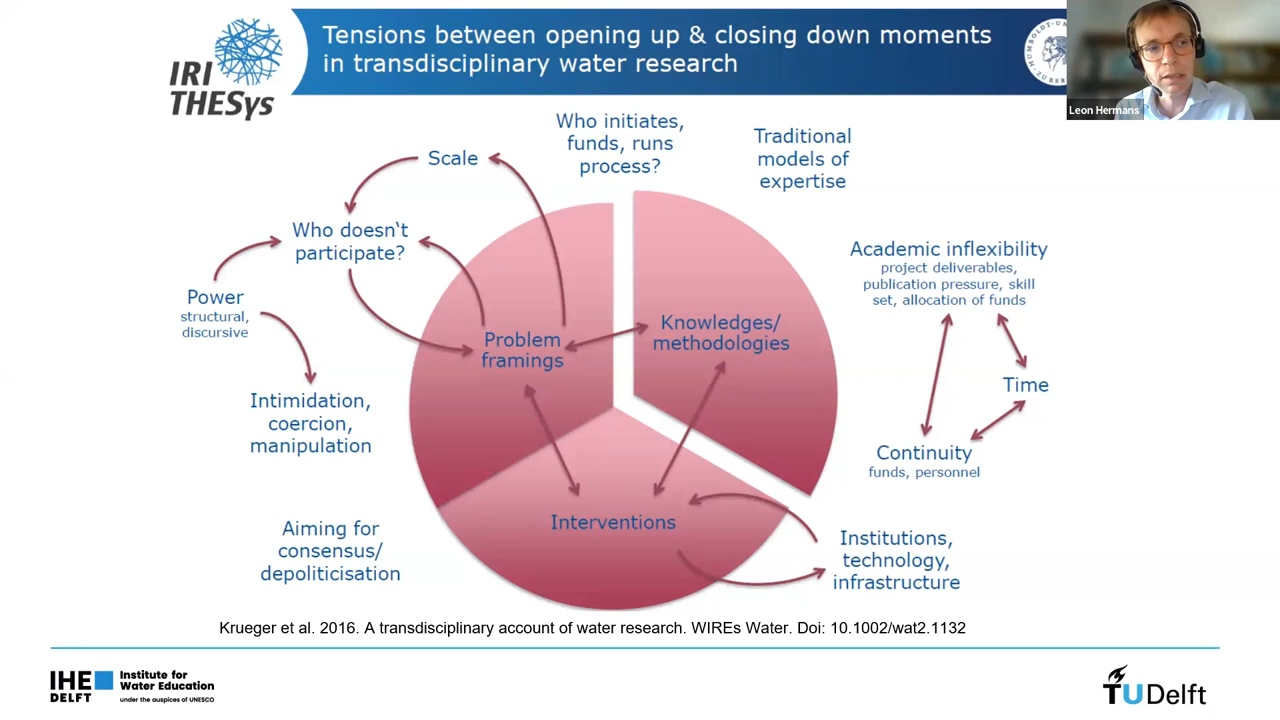 IRI
THESys
Tensions between opening up & closing down moments
in transdisciplinary water research
Leon Hermans
Who initiates,
funds, runs
process?
Traditional
models of
expertise
Scale
Who doesn‘t
participate?
Power
structural,
discursive
Intimidation,
coercion,
manipulation
Aiming for
consensus/
depoliticisation
Problem
framings
Knowledges/
methodologies
Interventions
Academic inflexibility
project deliverables,
publication pressure, skill
set, allocation of funds
Time
Continuity
funds, personnel
Institutions,
technology,
infrastructure
Krueger et al. 2016. A transdisciplinary account of water research. WIREs Water. Doi: 10.1002/wat2.1132
IHE
DELFT
Institute for
Water Education
under the auspices of UNESCO
TU Delft